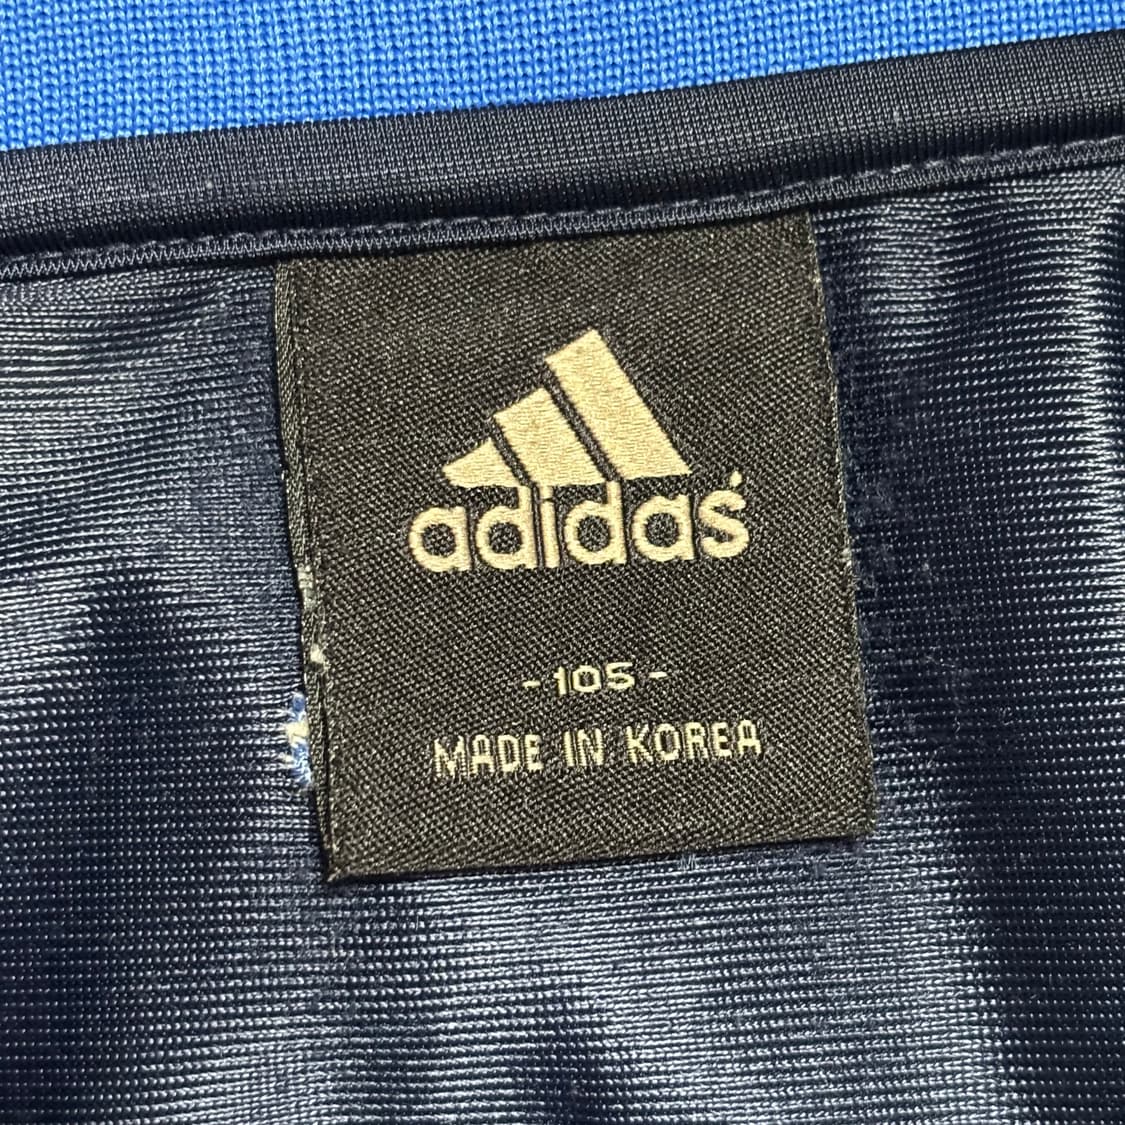 adidas
-105-
MADE IN KOREA